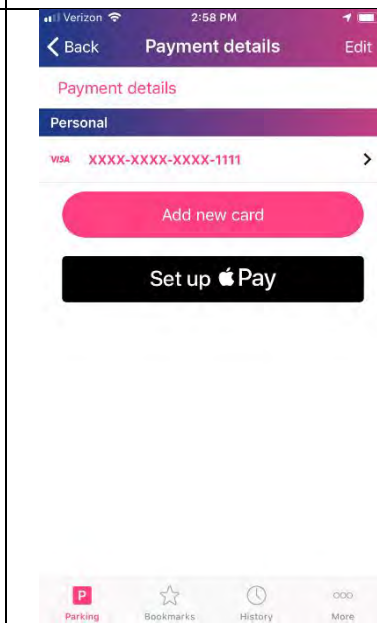 Verizon 2:58 PM
Back Payment details Edit
Payment details
Personal
VISA XXXX-XXXX-XXXX-1111
Add new card
Set up Pay
P
Parking Bookmarks History More